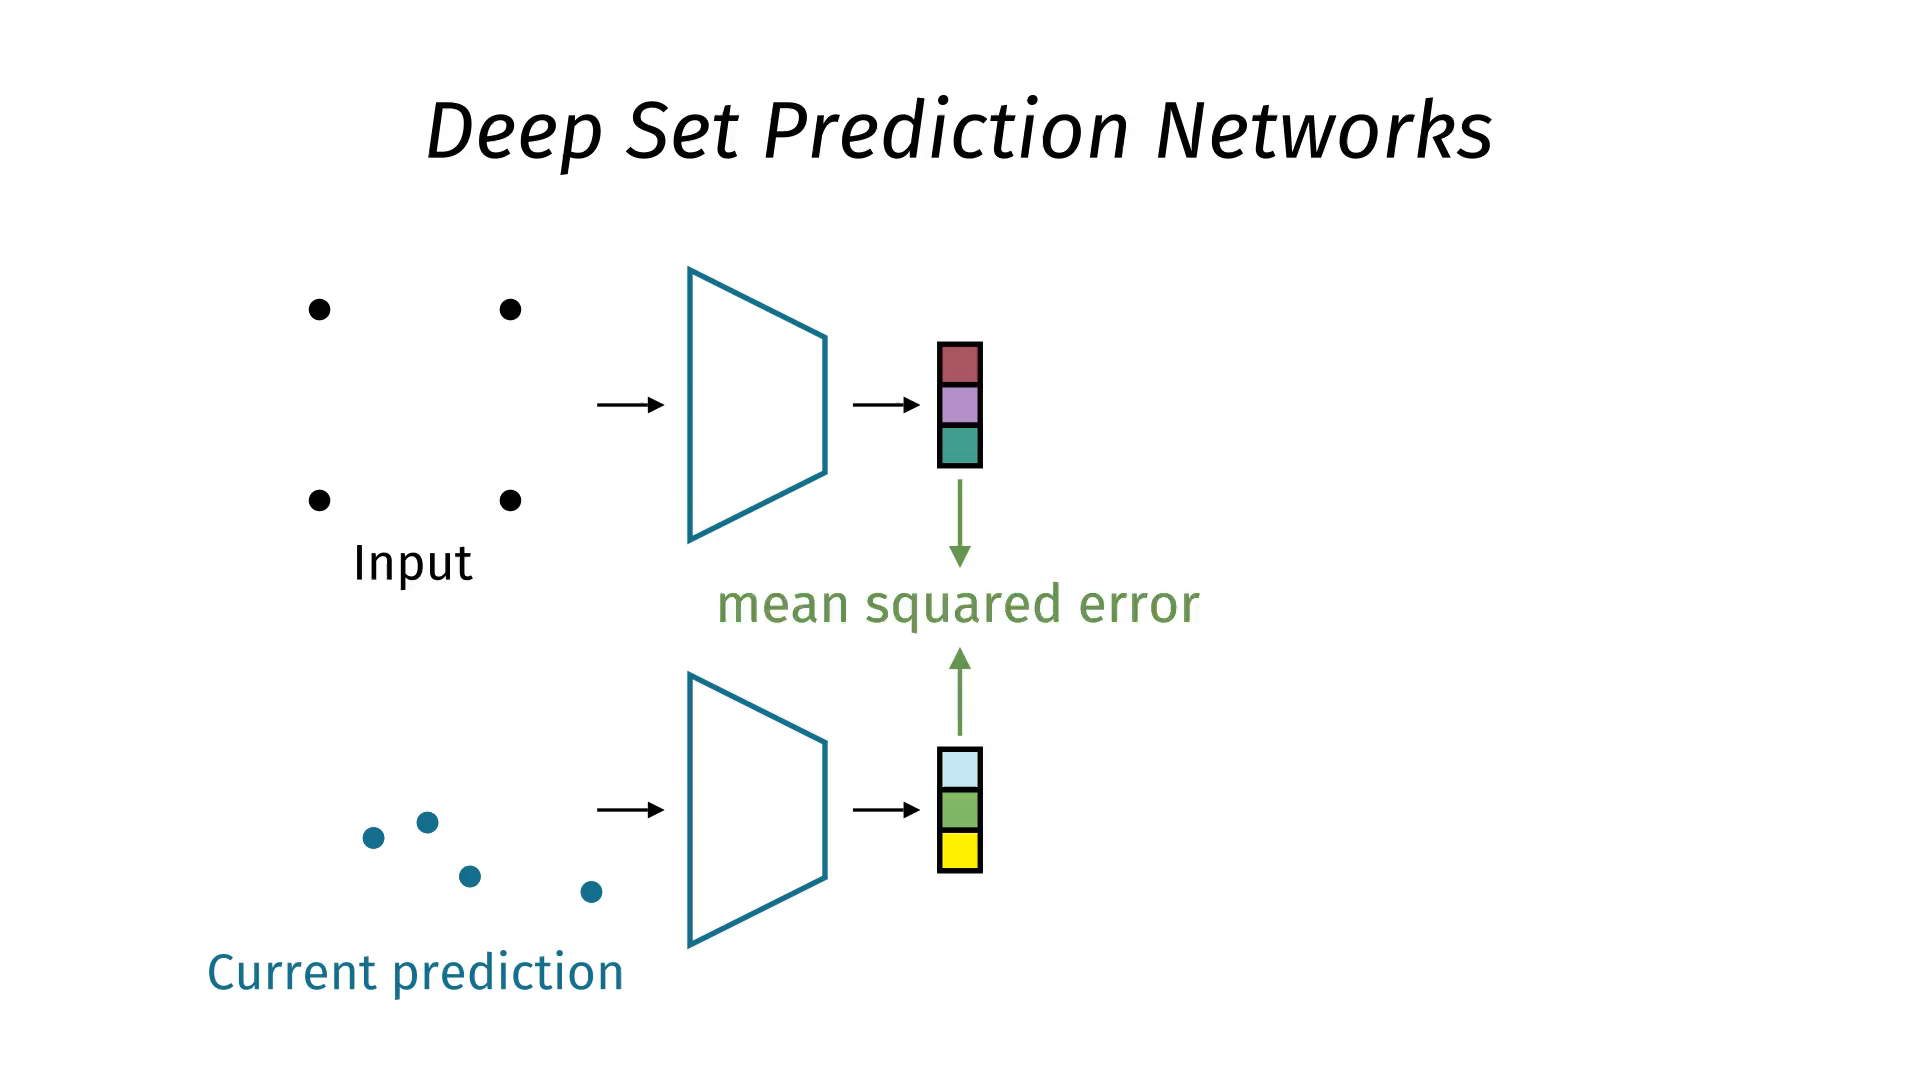 Deep Set Prediction Networks
Input
mean squared error
Current prediction